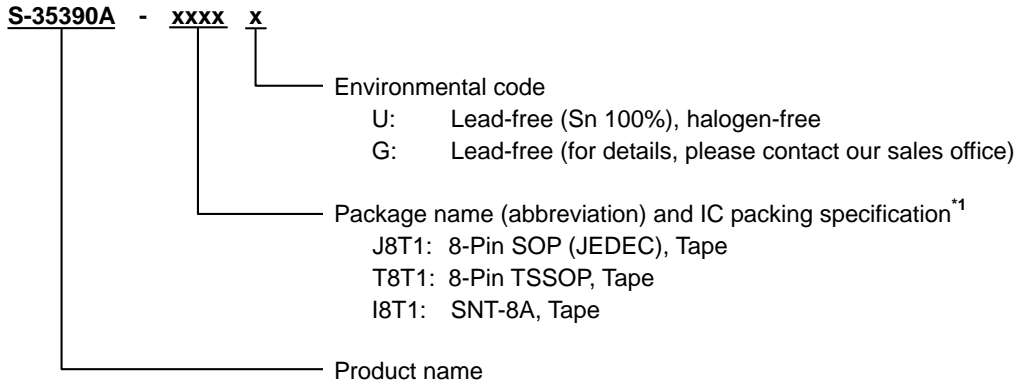 S-35390A - xxxx x
Environmental code
U: Lead-free (Sn 100%), halogen-free
G: Lead-free (for details, please contact our sales office)
Package name (abbreviation) and IC packing specification*1
J8T1: 8-Pin SOP (JEDEC), Tape
T8T1: 8-Pin TSSOP, Tape
I8T1: SNT-8A, Tape
Product name